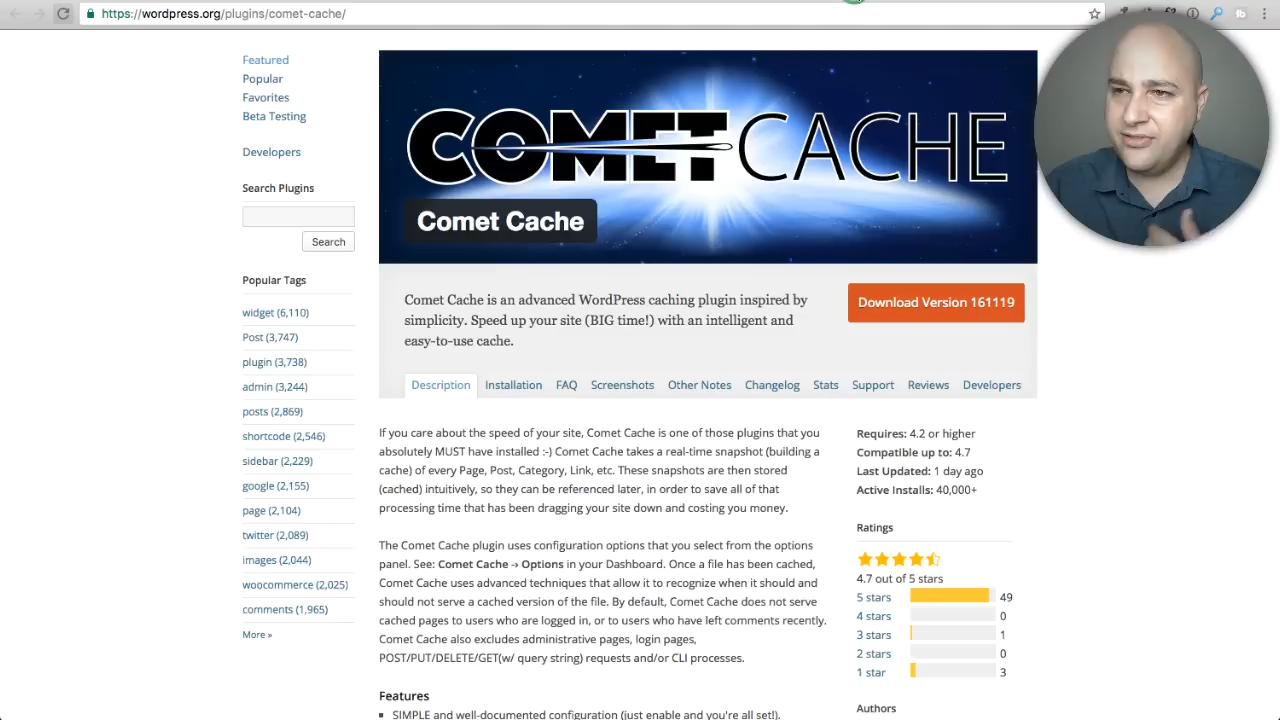 https://wordpress.org/plugins/comet-cache/
Featured
Popular
Favorites
Beta Testing
Developers
Search Plugins
Search
Popular Tags
widget (6,110)
Post (3,747)
plugin (3,738)
admin (3,244)
posts (2,869)
shortcode (2,546)
sidebar (2,229)
google (2,155)
page (2,104)
twitter (2,089)
images (2,044)
woocommerce (2,025)
comments (1,965)
More »
COMET CACHE
Comet Cache
Comet Cache is an advanced WordPress caching plugin inspired by
simplicity. Speed up your site (BIG time!) with an intelligent and
easy-to-use cache.
Download Version 161119
Description Installation FAQ Screenshots Other Notes Changelog Stats Support Reviews Developers
If you care about the speed of your site, Comet Cache is one of those plugins that you
absolutely MUST have installed :-) Comet Cache takes a real-time snapshot (building a
cache) of every Page, Post, Category, Link, etc. These snapshots are then stored
(cached) intuitively, so they can be referenced later, in order to save all of that
processing time that has been dragging your site down and costing you money.
The Comet Cache plugin uses configuration options that you select from the options
panel. See: Comet Cache → Options in your Dashboard. Once a file has been cached,
Comet Cache uses advanced techniques that allow it to recognize when it should and
should not serve a cached version of the file. By default, Comet Cache does not serve
cached pages to users who are logged in, or to users who have left comments recently.
Comet Cache also excludes administrative pages, login pages,
POST/PUT/DELETE/GET(w/ query string) requests and/or CLI processes.
Features
SIMPLE and well-documented configuration (just enable and you're all set!).
Requires: 4.2 or higher
Compatible up to: 4.7
Last Updated: 1 day ago
Active Installs: 40,000+
Ratings
4.7 out of 5 stars
5 stars 49
4 stars 0
3 stars 1
2 stars 0
1 star 3
Authors